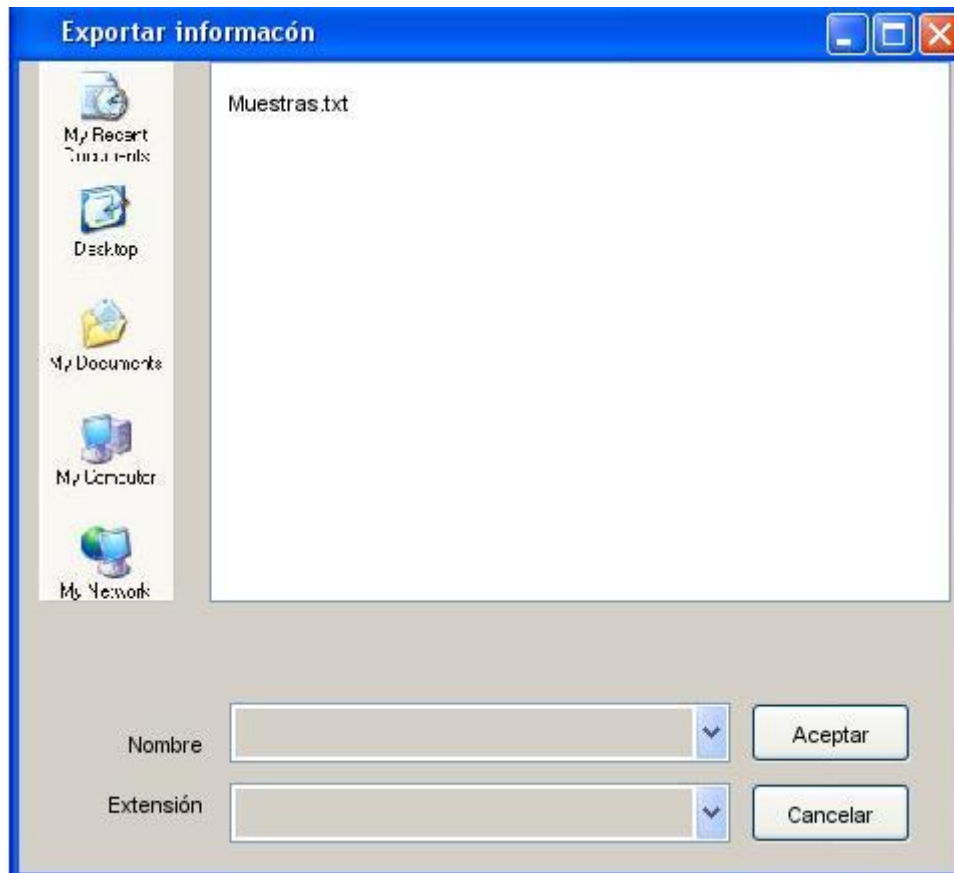 Exportar informacón
My Recent
Documents
Desktop
My Documents
My Computer
My Network
Muestras.txt
Nombre
Aceptar
Extensión
Cancelar